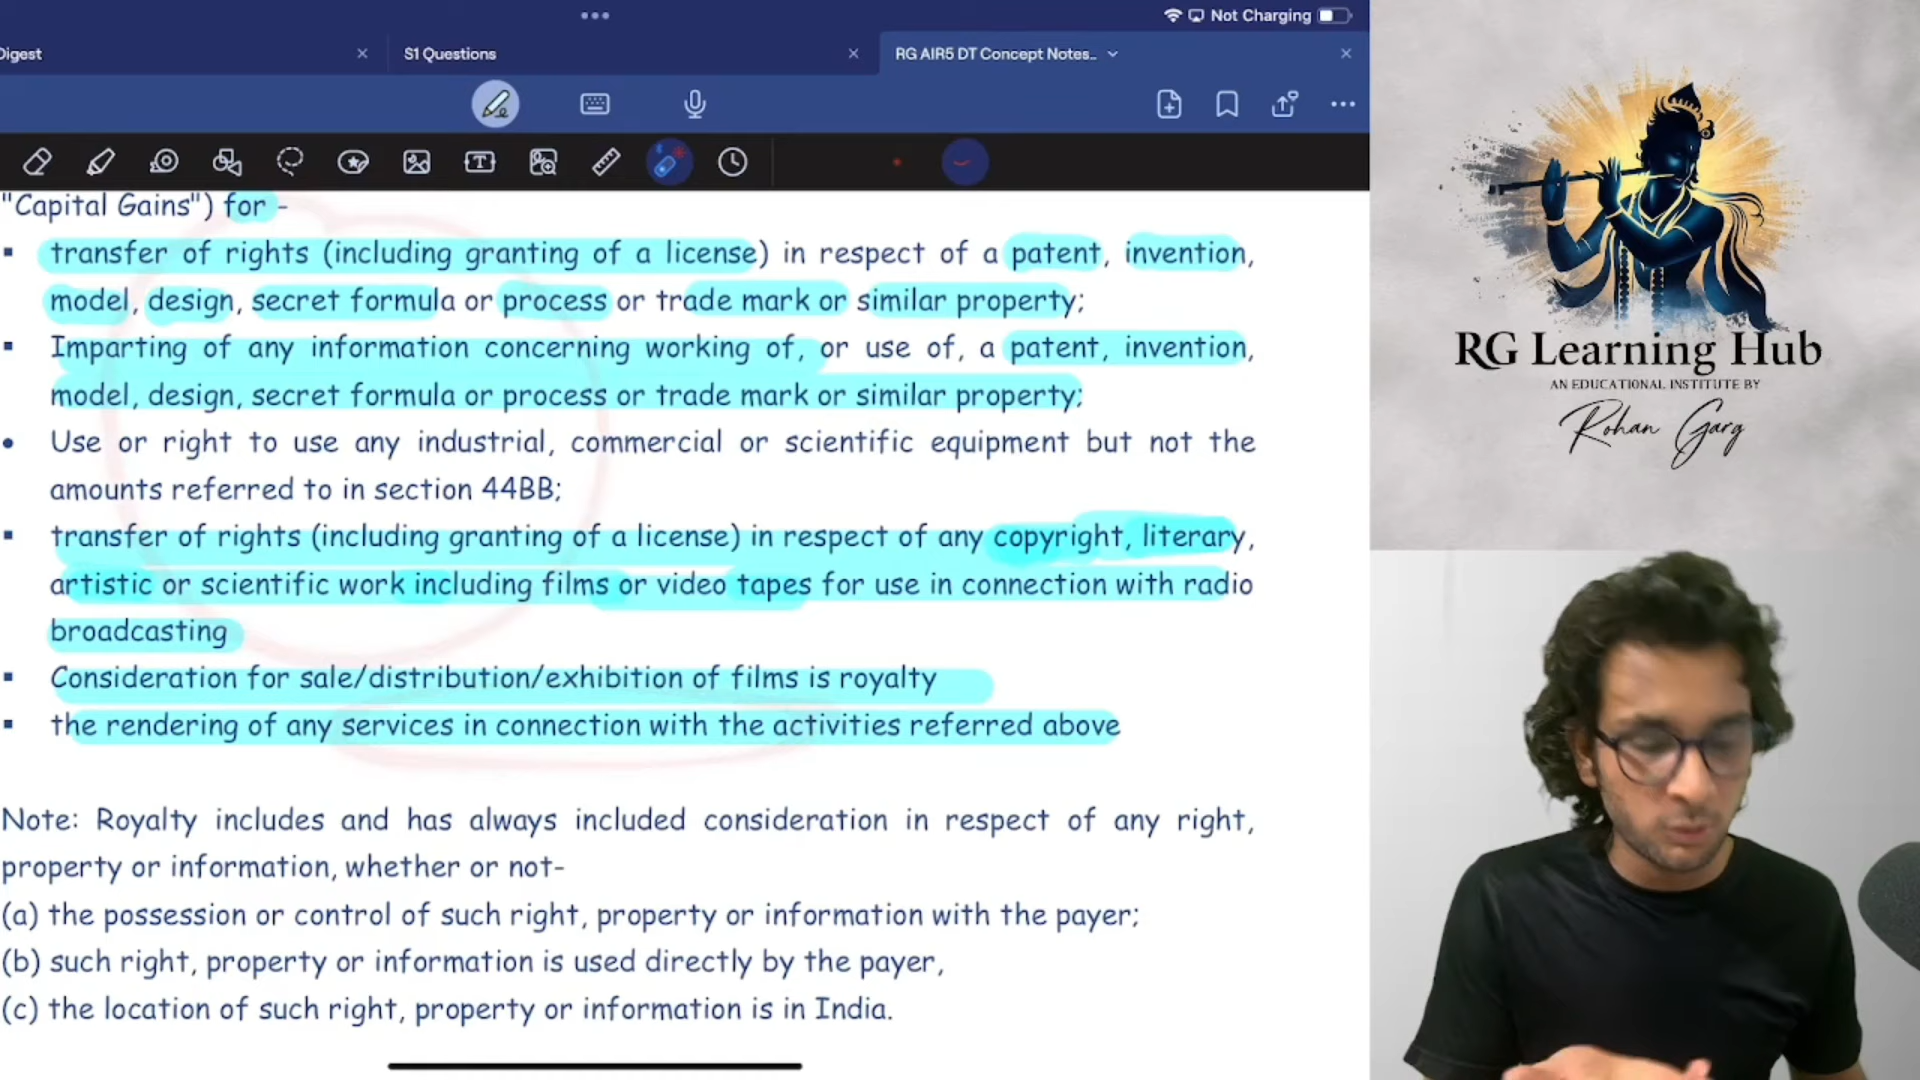 Not Charging
Digest
S1 Questions
RG AIR5 DT Concept Notes..
"Capital Gains") for -
▪ transfer of rights (including granting of a license) in respect of a patent, invention,
model, design, secret formula or process or trade mark or similar property;
▪ Imparting of any information concerning working of, or use of, a patent, invention,
model, design, secret formula or process or trade mark or similar property;
• Use or right to use any industrial, commercial or scientific equipment but not the
amounts referred to in section 44BB;
▪ transfer of rights (including granting of a license) in respect of any copyright, literary,
artistic or scientific work including films or video tapes for use in connection with radio
broadcasting
▪ Consideration for sale/distribution/exhibition of films is royalty
▪ the rendering of any services in connection with the activities referred above
Note: Royalty includes and has always included consideration in respect of any right,
property or information, whether or not-
(a) the possession or control of such right, property or information with the payer;
(b) such right, property or information is used directly by the payer,
(c) the location of such right, property or information is in India.
RG Learning Hub
AN EDUCATIONAL INSTITUTE BY
Rohan Garg